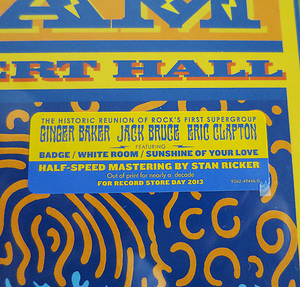 AM
ERT HALL
THE HISTORIC REUNION OF ROCK'S FIRST SUPERGROUP
GINGER BAKER JACK BRUCE ERIC CLAPTON
FEATURING
BADGE / WHITE ROOM / SUNSHINE OF YOUR LOVE
HALF-SPEED MASTERING BY STAN RICKER
Out of print for nearly a decade
FOR RECORD STORE DAY 2013